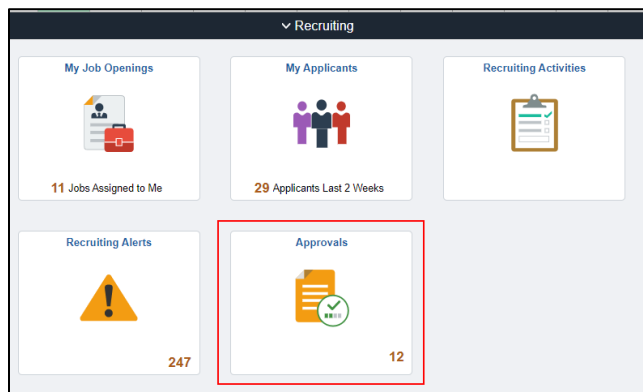 Recruiting
My Job Openings
My Applicants
Recruiting Activities
11 Jobs Assigned to Me
29 Applicants Last 2 Weeks
Recruiting Alerts
Approvals
247
12